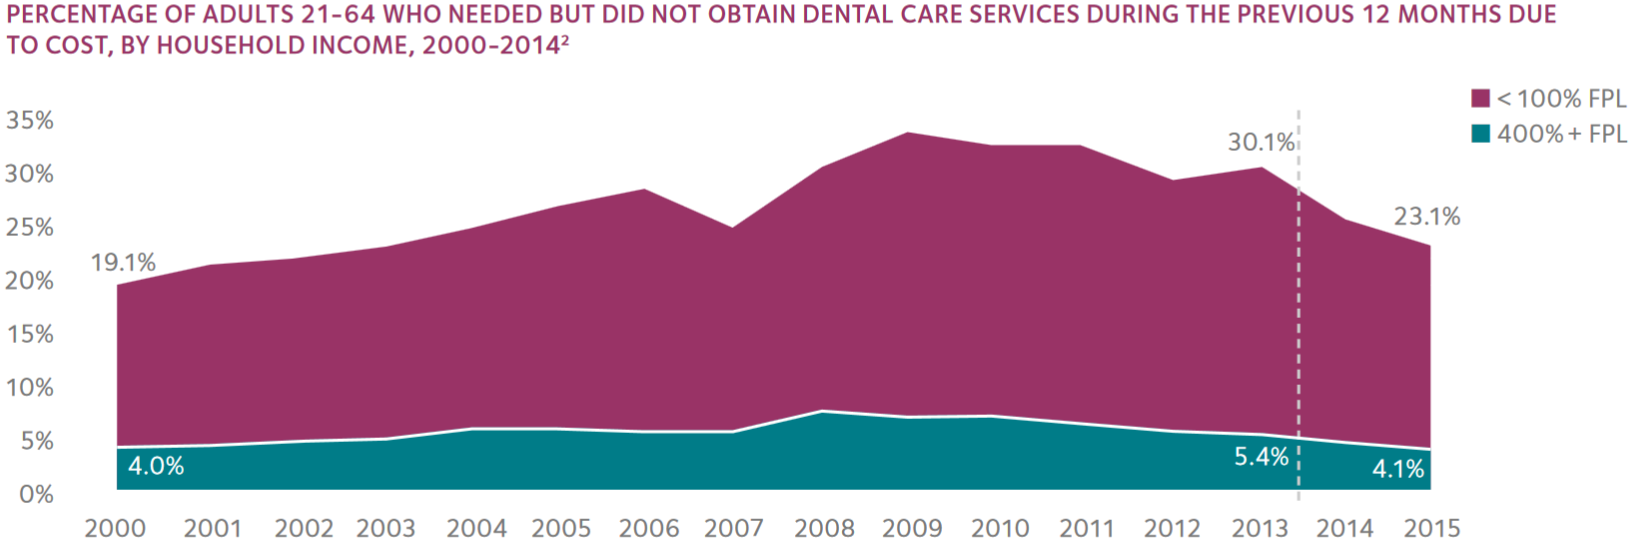 PERCENTAGE OF ADULTS 21–64 WHO NEEDED BUT DID NOT OBTAIN DENTAL CARE SERVICES DURING THE PREVIOUS 12 MONTHS DUE
TO COST, BY HOUSEHOLD INCOME, 2000–2014²
< 100% FPL
400% + FPL
35%
30%
25%
20%
15%
10%
5%
0%
19.1%
30.1%
23.1%
4.0%
5.4%
4.1%
2000 2001 2002 2003 2004 2005 2006 2007 2008 2009 2010 2011 2012 2013 2014 2015